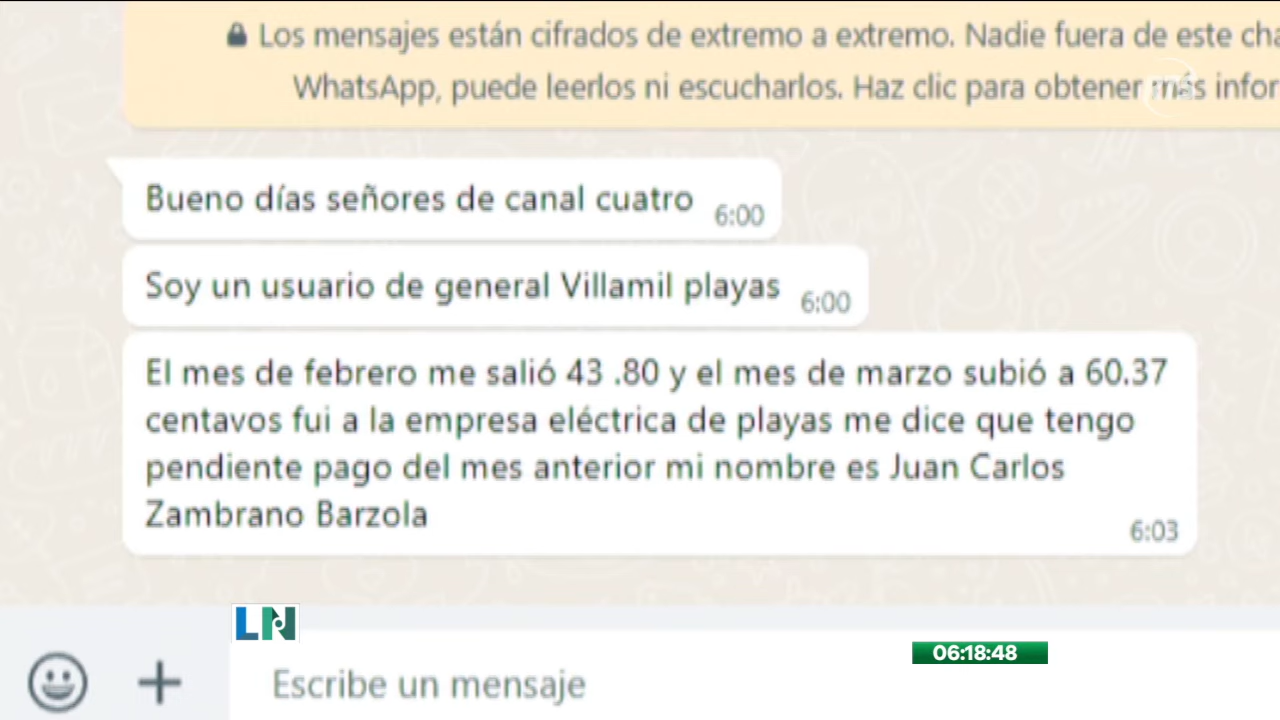 Los mensajes están cifrados de extremo a extremo. Nadie fuera de este cha
WhatsApp, puede leerlos ni escucharlos. Haz clic para obtener más infor
Bueno días señores de canal cuatro
6:00
Soy un usuario de general Villamil playas
6:00
El mes de febrero me salió 43 .80 y el mes de marzo subió a 60.37
centavos fui a la empresa eléctrica de playas me dice que tengo
pendiente pago del mes anterior mi nombre es Juan Carlos
Zambrano Barzola
6:03
LN
06:18:48
Escribe un mensaje